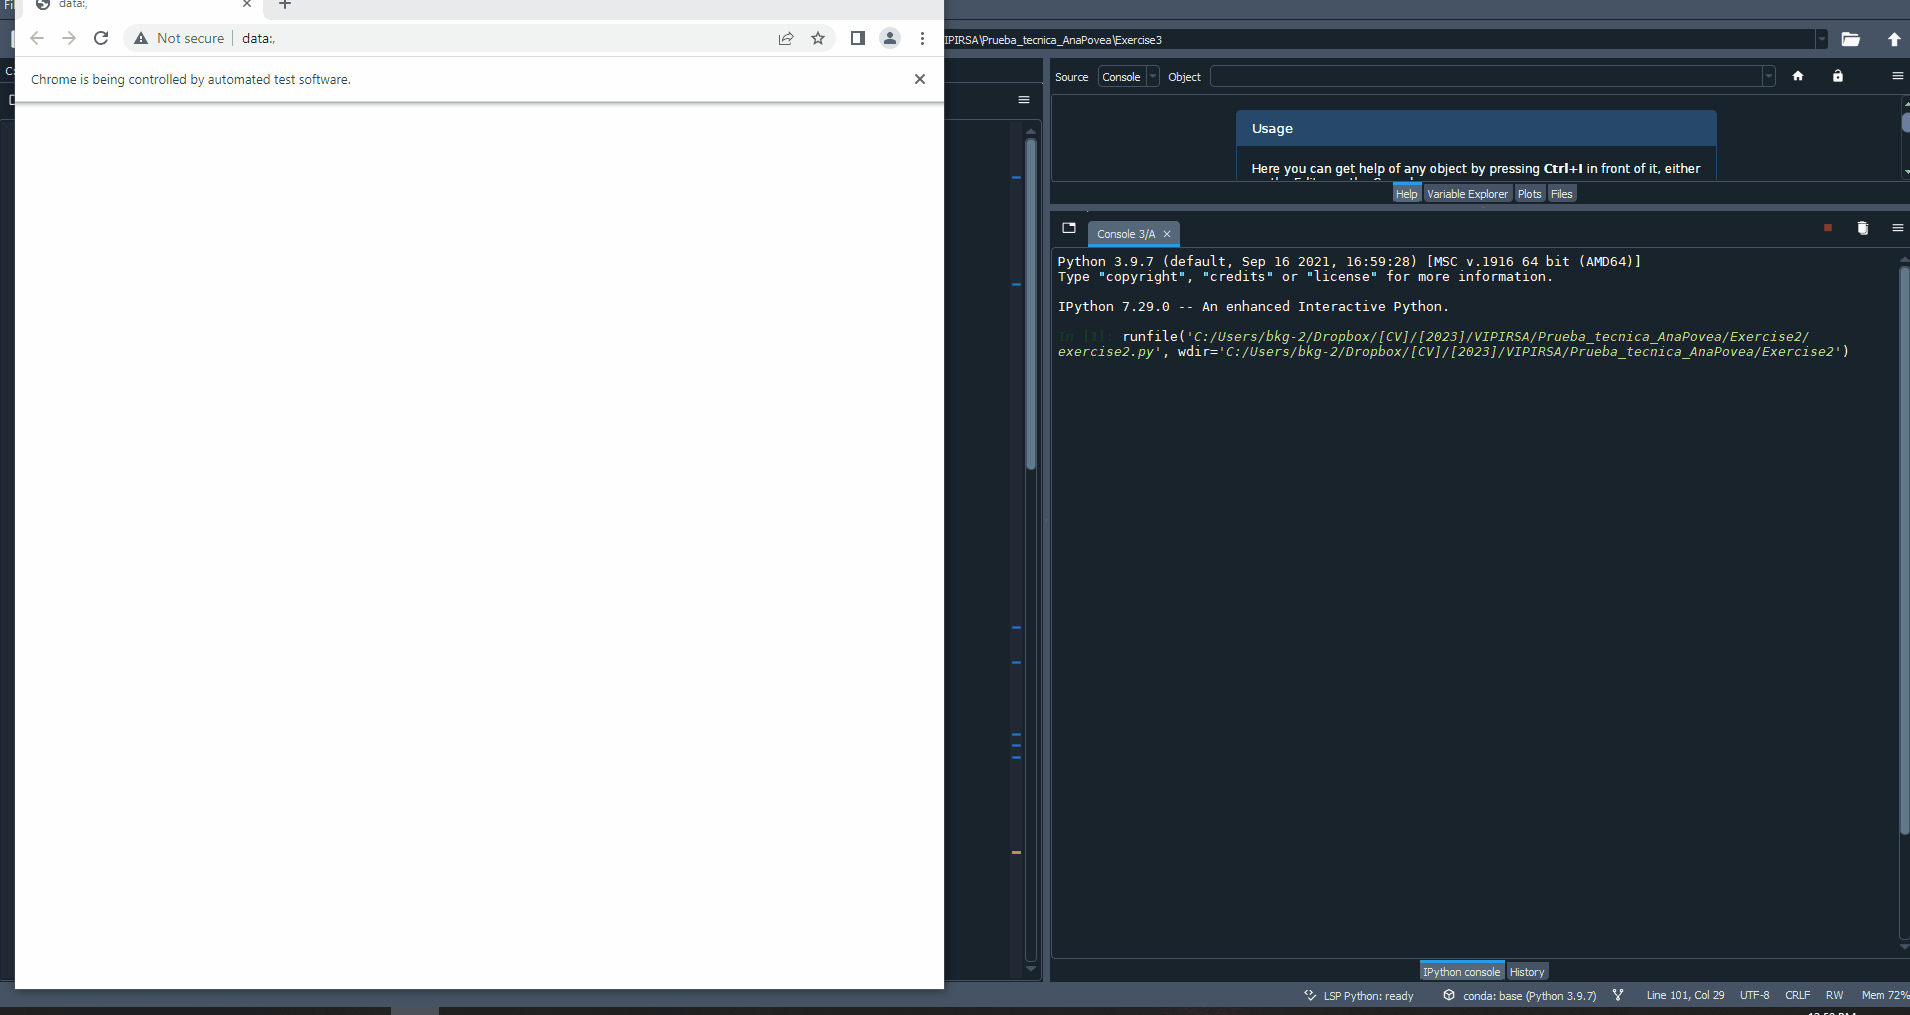 data:,
Not secure
data:,
Chrome is being controlled by automated test software.
IPIRSA\Prueba_tecnica_AnaPovea\Exercise3
Source
Console
Object
Usage
Here you can get help of any object by pressing Ctrl+I in front of it, either
Help
Variable Explorer
Plots
Files
Console 3/A
Python 3.9.7 (default, Sep 16 2021, 16:59:28) [MSC v.1916 64 bit (AMD64)]
Type "copyright", "credits" or "license" for more information.
IPython 7.29.0 -- An enhanced Interactive Python.
In [1]: runfile('C:/Users/bkg-2/Dropbox/[CV]/[2023]/VIPIRSA/Prueba_tecnica_AnaPovea/Exercise2/
exercise2.py', wdir='C:/Users/bkg-2/Dropbox/[CV]/[2023]/VIPIRSA/Prueba_tecnica_AnaPovea/Exercise2')
IPython console
History
LSP Python: ready
conda: base (Python 3.9.7)
Line 101, Col 29
UTF-8
CRLF
RW
Mem 72%